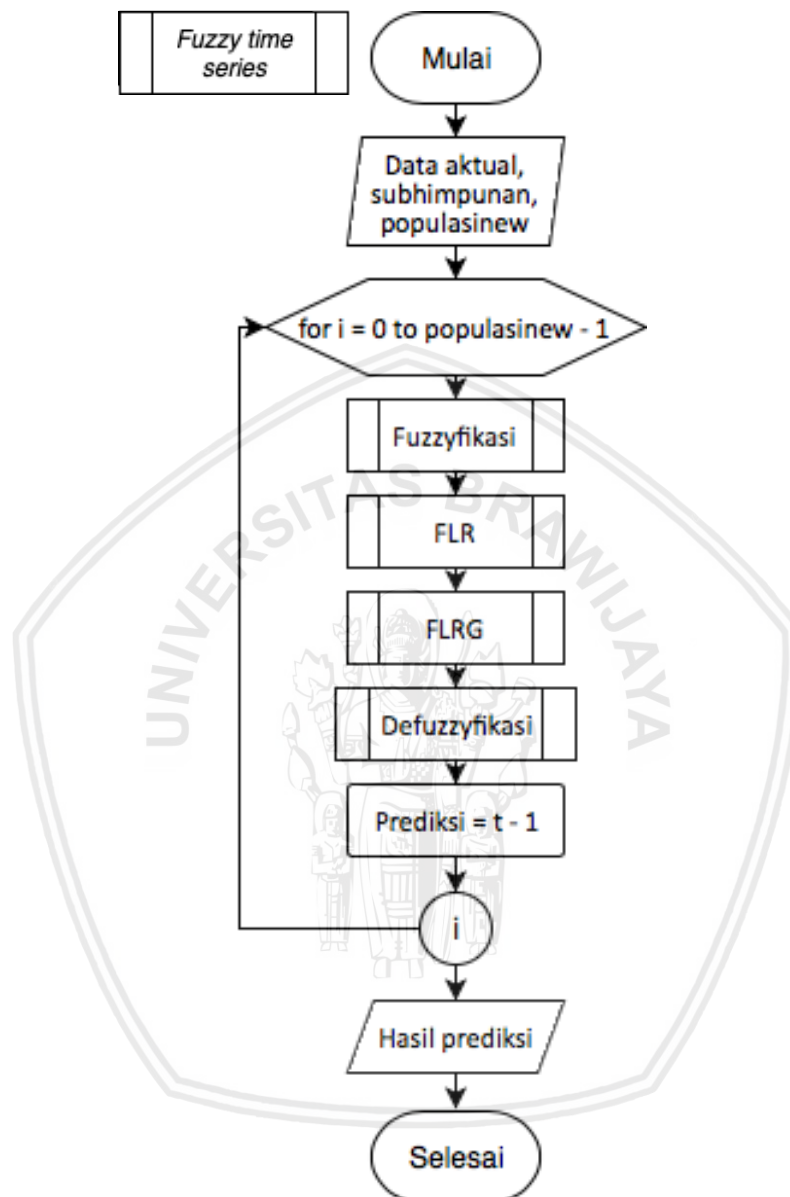 Fuzzy time
series
Mulai
Data aktual,
subhimpunan,
populasinew
for i = 0 to populasinew - 1
Fuzzyfikasi
FLR
FLRG
Defuzzyfikasi
Prediksi = t - 1
i
Hasil prediksi
Selesai
UNIVERSITAS BRAWIJAYA